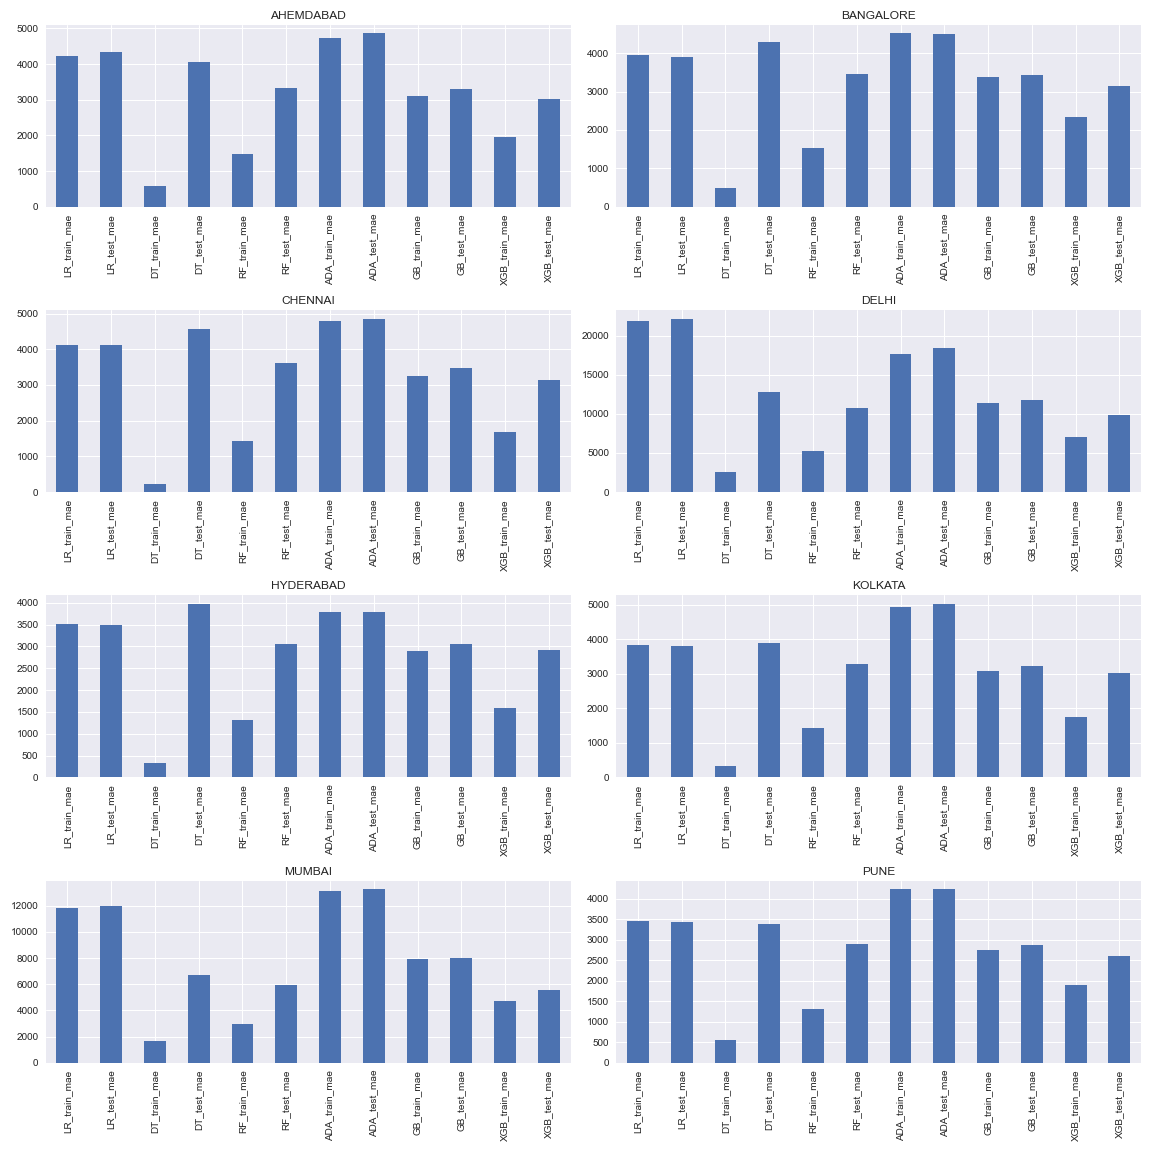 AHEMDABAD
5000
4000
3000
2000
1000
0
LR_train_mae
LR_test_mae
DT_train_mae
DT_test_mae
RF_train_mae
RF_test_mae
ADA_train_mae
ADA_test_mae
GB_train_mae
GB_test_mae
XGB_train_mae
XGB_test_mae
BANGALORE
4000
3000
2000
1000
0
LR_train_mae
LR_test_mae
DT_train_mae
DT_test_mae
RF_train_mae
RF_test_mae
ADA_train_mae
ADA_test_mae
GB_train_mae
GB_test_mae
XGB_train_mae
XGB_test_mae
CHENNAI
5000
4000
3000
2000
1000
0
LR_train_mae
LR_test_mae
DT_train_mae
DT_test_mae
RF_train_mae
RF_test_mae
ADA_train_mae
ADA_test_mae
GB_train_mae
GB_test_mae
XGB_train_mae
XGB_test_mae
DELHI
20000
15000
10000
5000
0
LR_train_mae
LR_test_mae
DT_train_mae
DT_test_mae
RF_train_mae
RF_test_mae
ADA_train_mae
ADA_test_mae
GB_train_mae
GB_test_mae
XGB_train_mae
XGB_test_mae
HYDERABAD
4000
3500
3000
2500
2000
1500
1000
500
0
LR_train_mae
LR_test_mae
DT_train_mae
DT_test_mae
RF_train_mae
RF_test_mae
ADA_train_mae
ADA_test_mae
GB_train_mae
GB_test_mae
XGB_train_mae
XGB_test_mae
KOLKATA
5000
4000
3000
2000
1000
0
LR_train_mae
LR_test_mae
DT_train_mae
DT_test_mae
RF_train_mae
RF_test_mae
ADA_train_mae
ADA_test_mae
GB_train_mae
GB_test_mae
XGB_train_mae
XGB_test_mae
MUMBAI
12000
10000
8000
6000
4000
2000
0
LR_train_mae
LR_test_mae
DT_train_mae
DT_test_mae
RF_train_mae
RF_test_mae
ADA_train_mae
ADA_test_mae
GB_train_mae
GB_test_mae
XGB_train_mae
XGB_test_mae
PUNE
4000
3500
3000
2500
2000
1500
1000
500
0
LR_train_mae
LR_test_mae
DT_train_mae
DT_test_mae
RF_train_mae
RF_test_mae
ADA_train_mae
ADA_test_mae
GB_train_mae
GB_test_mae
XGB_train_mae
XGB_test_mae